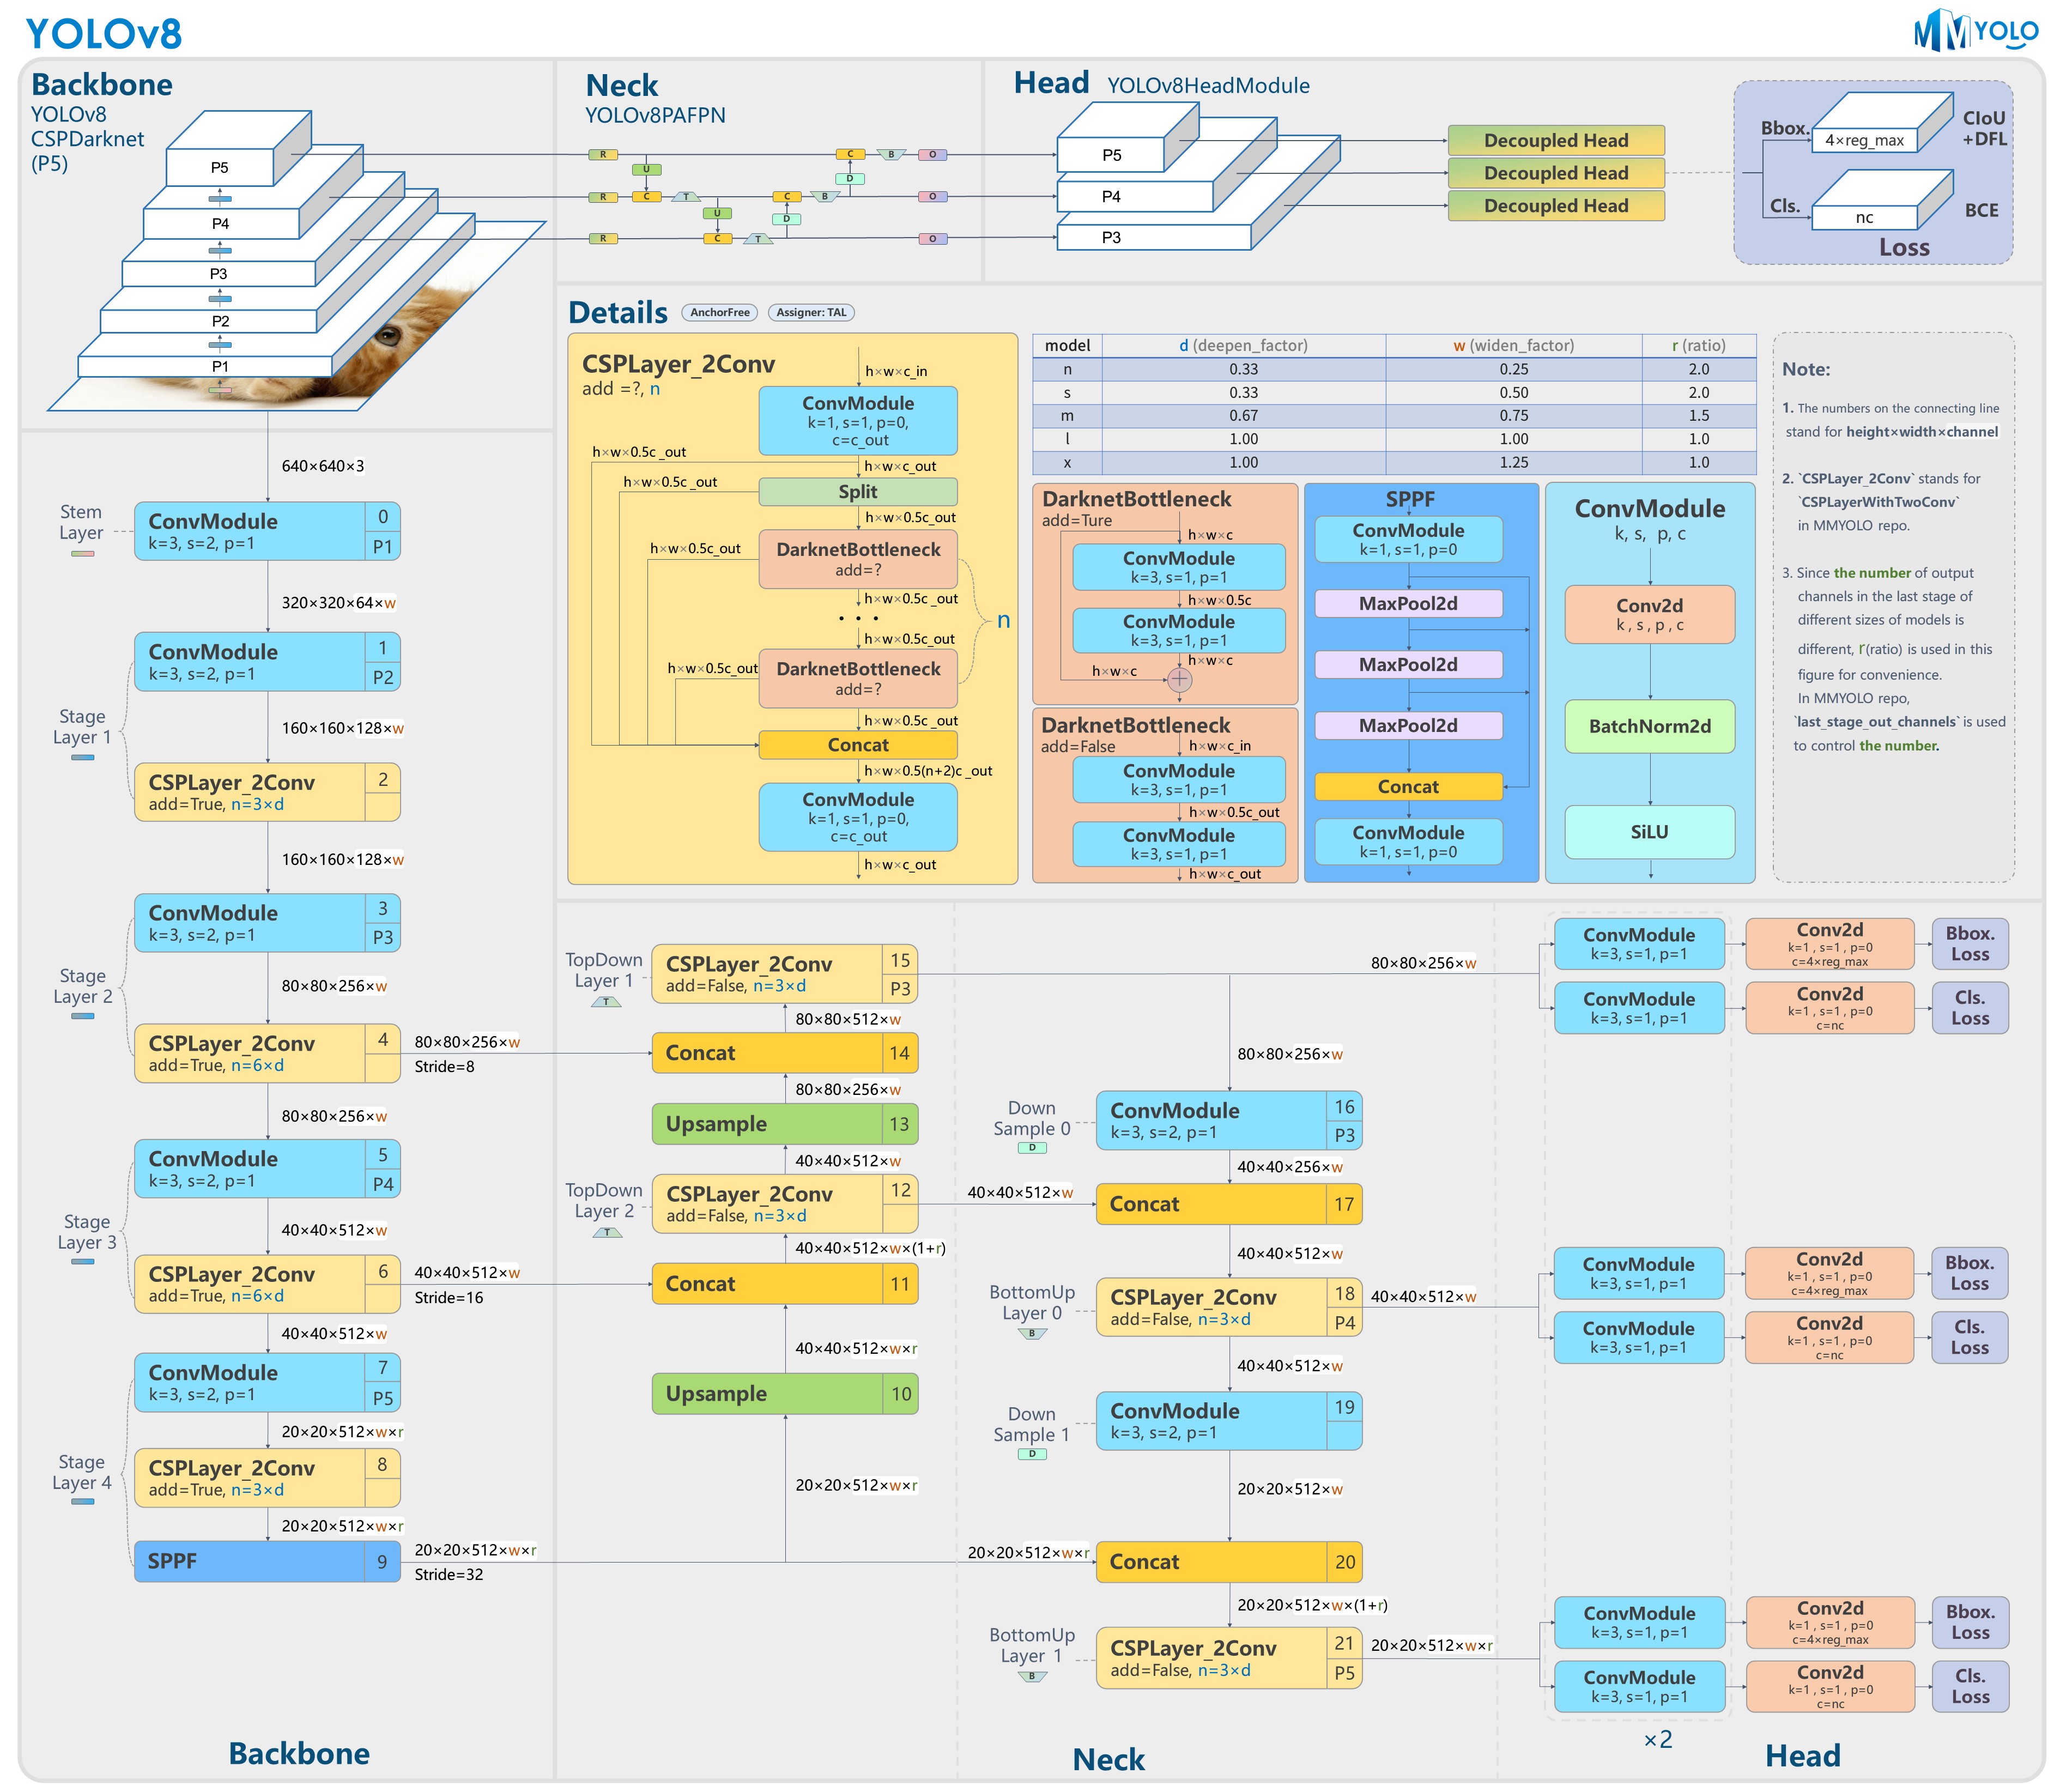 YOLOv8
MMYOLO
Backbone
YOLOv8
CSPDarknet
(P5)
P5
P4
P3
P2
P1
Neck
YOLOv8PAFPN
R
C
B
O
U
D
R
C
T
C
B
O
U
D
R
C
T
O
Head YOLOv8HeadModule
P5
P4
P3
Decoupled Head
Decoupled Head
Decoupled Head
Bbox.
4×reg_max
CIoU
+DFL
Cls.
nc
BCE
Loss
Details
AnchorFree
Assigner: TAL
CSPLayer_2Conv
add =?, n
h×w×c_in
ConvModule
k=1, s=1, p=0,
c=c_out
h×w×0.5c_out
h×w×c_out
h×w×0.5c_out
Split
h×w×0.5c_out
h×w×0.5c_out
DarknetBottleneck
add=?
h×w×0.5c_out
. . .
n
h×w×0.5c_out
h×w×0.5c_out
DarknetBottleneck
add=?
h×w×0.5c_out
Concat
h×w×0.5(n+2)c_out
ConvModule
k=1, s=1, p=0,
c=c_out
h×w×c_out
model d (deepen_factor) w (widen_factor) r (ratio)
n 0.33 0.25 2.0
s 0.33 0.50 2.0
m 0.67 0.75 1.5
l 1.00 1.00 1.0
x 1.00 1.25 1.0
DarknetBottleneck
add=Ture
h×w×c
ConvModule
k=3, s=1, p=1
h×w×0.5c
ConvModule
k=3, s=1, p=1
h×w×c
h×w×c
+
DarknetBottleneck
add=False
h×w×c_in
ConvModule
k=3, s=1, p=1
h×w×0.5c_out
ConvModule
k=3, s=1, p=1
h×w×c_out
SPPF
ConvModule
k=1, s=1, p=0
MaxPool2d
MaxPool2d
MaxPool2d
Concat
ConvModule
k=1, s=1, p=0
ConvModule
k, s, p, c
Conv2d
k , s , p , c
BatchNorm2d
SiLU
Note:
1. The numbers on the connecting line
stand for height×width×channel
2. `CSPLayer_2Conv` stands for
`CSPLayerWithTwoConv`
in MMYOLO repo.
3. Since the number of output
channels in the last stage of
different sizes of models is
different, r(ratio) is used in this
figure for convenience.
In MMYOLO repo,
`last_stage_out_channels` is used
to control the number.
640×640×3
Stem
Layer
ConvModule
k=3, s=2, p=1
0
P1
320×320×64×w
ConvModule
k=3, s=2, p=1
1
P2
Stage
Layer 1
160×160×128×w
CSPLayer_2Conv
add=True, n=3×d
2
160×160×128×w
ConvModule
k=3, s=2, p=1
3
P3
Stage
Layer 2
80×80×256×w
CSPLayer_2Conv
add=True, n=6×d
4
80×80×256×w
Stride=8
80×80×256×w
ConvModule
k=3, s=2, p=1
5
P4
Stage
Layer 3
40×40×512×w
CSPLayer_2Conv
add=True, n=6×d
6
40×40×512×w
Stride=16
40×40×512×w
ConvModule
k=3, s=2, p=1
7
P5
20×20×512×w×r
Stage
Layer 4
CSPLayer_2Conv
add=True, n=3×d
8
20×20×512×w×r
SPPF
9
20×20×512×w×r
Stride=32
Backbone
TopDown
Layer 1
T
CSPLayer_2Conv
add=False, n=3×d
15
P3
80×80×512×w
Concat
14
80×80×256×w
Upsample
13
40×40×512×w
TopDown
Layer 2
T
CSPLayer_2Conv
add=False, n=3×d
12
40×40×512×w×(1+r)
Concat
11
40×40×512×w×r
Upsample
10
20×20×512×w×r
80×80×256×w
80×80×256×w
Down
Sample 0
D
ConvModule
k=3, s=2, p=1
16
P3
40×40×256×w
40×40×512×w
Concat
17
40×40×512×w
BottomUp
Layer 0
B
CSPLayer_2Conv
add=False, n=3×d
18
P4
40×40×512×w
40×40×512×w
Down
Sample 1
D
ConvModule
k=3, s=2, p=1
19
20×20×512×w
20×20×512×w×r
Concat
20
20×20×512×w×(1+r)
BottomUp
Layer 1
B
CSPLayer_2Conv
add=False, n=3×d
21
P5
20×20×512×w×r
Neck
ConvModule
k=3, s=1, p=1
Conv2d
k=1 , s=1 , p=0
c=4×reg_max
Bbox.
Loss
ConvModule
k=3, s=1, p=1
Conv2d
k=1 , s=1 , p=0
c=nc
Cls.
Loss
ConvModule
k=3, s=1, p=1
Conv2d
k=1 , s=1 , p=0
c=4×reg_max
Bbox.
Loss
ConvModule
k=3, s=1, p=1
Conv2d
k=1 , s=1 , p=0
c=nc
Cls.
Loss
ConvModule
k=3, s=1, p=1
Conv2d
k=1 , s=1 , p=0
c=4×reg_max
Bbox.
Loss
ConvModule
k=3, s=1, p=1
Conv2d
k=1 , s=1 , p=0
c=nc
Cls.
Loss
×2
Head